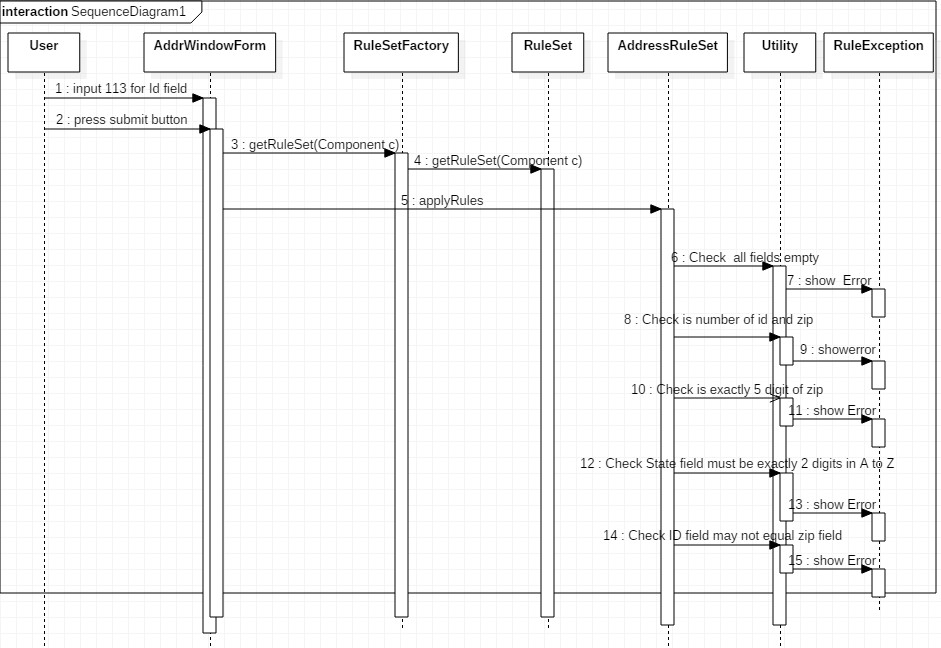 interaction SequenceDiagram1
User
AddrWindowForm
RuleSetFactory
RuleSet
AddressRuleSet
Utility
RuleException
1 : input 113 for Id field
2 : press submit button
3 : getRuleSet(Component c)
4 : getRuleSet(Component c)
5 : applyRules
6 : Check  all fields empty
7 : show  Error
8 : Check is number of id and zip
9 : showerror
10 : Check is exactly 5 digit of zip
11 : show Error
12 : Check State field must be exactly 2 digits in A to Z
13 : show Error
14 : Check ID field may not equal zip field
15 : show Error